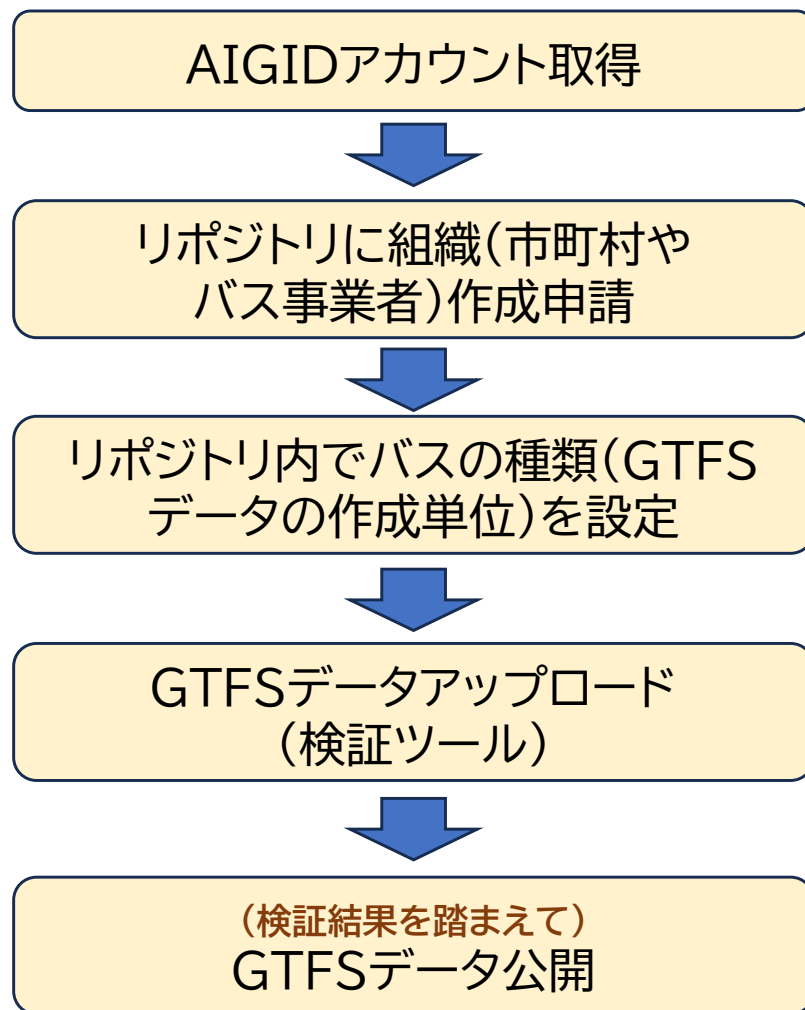 AIGIDアカウント取得
リポジトリに組織(市町村や
バス事業者)作成申請
リポジトリ内でバスの種類(GTFS
データの作成単位)を設定
GTFSデータアップロード
(検証ツール)
(検証結果を踏まえて)
GTFSデータ公開